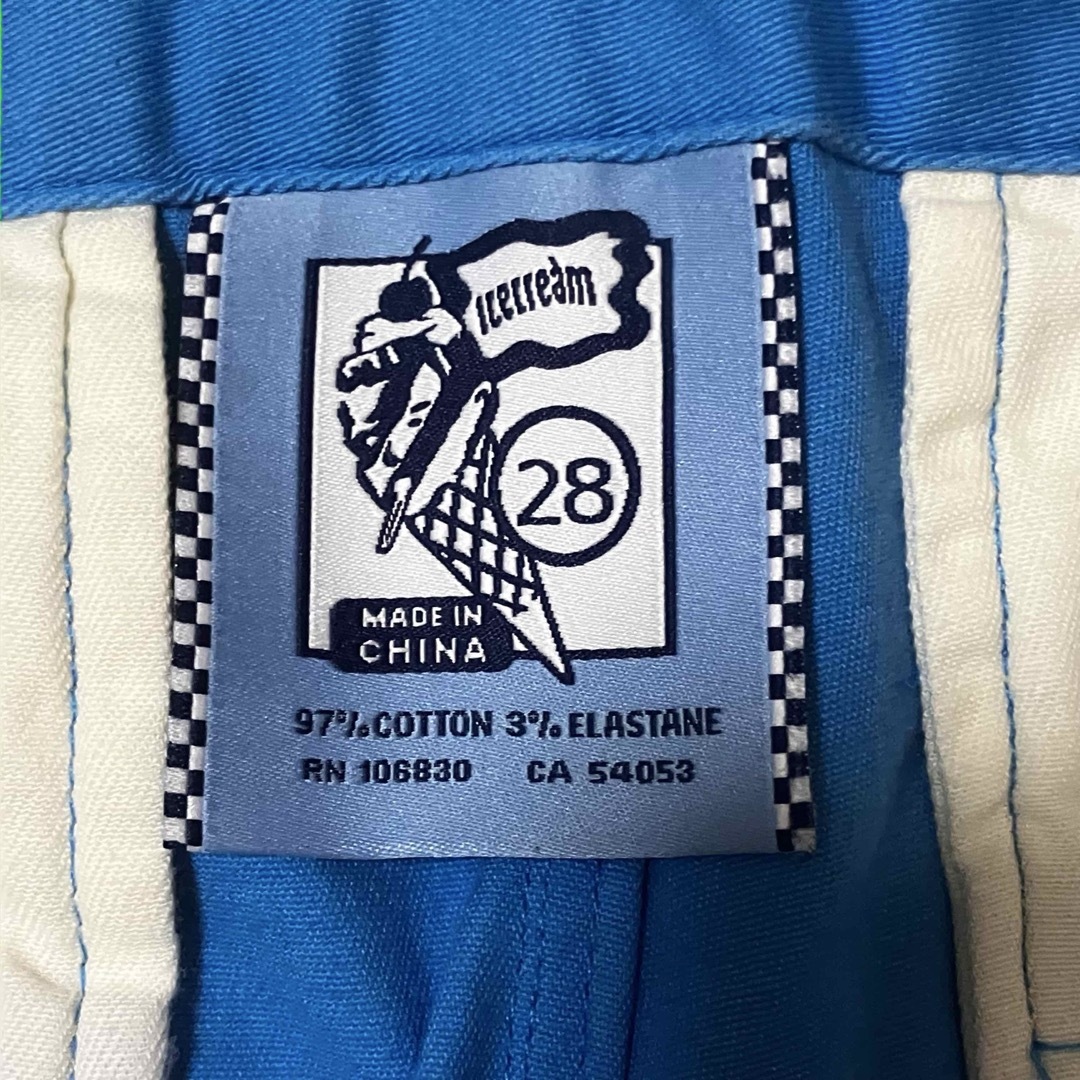 Icecream
28
MADE IN
CHINA
97% COTTON 3% ELASTANE
RN 106830 CA 54053